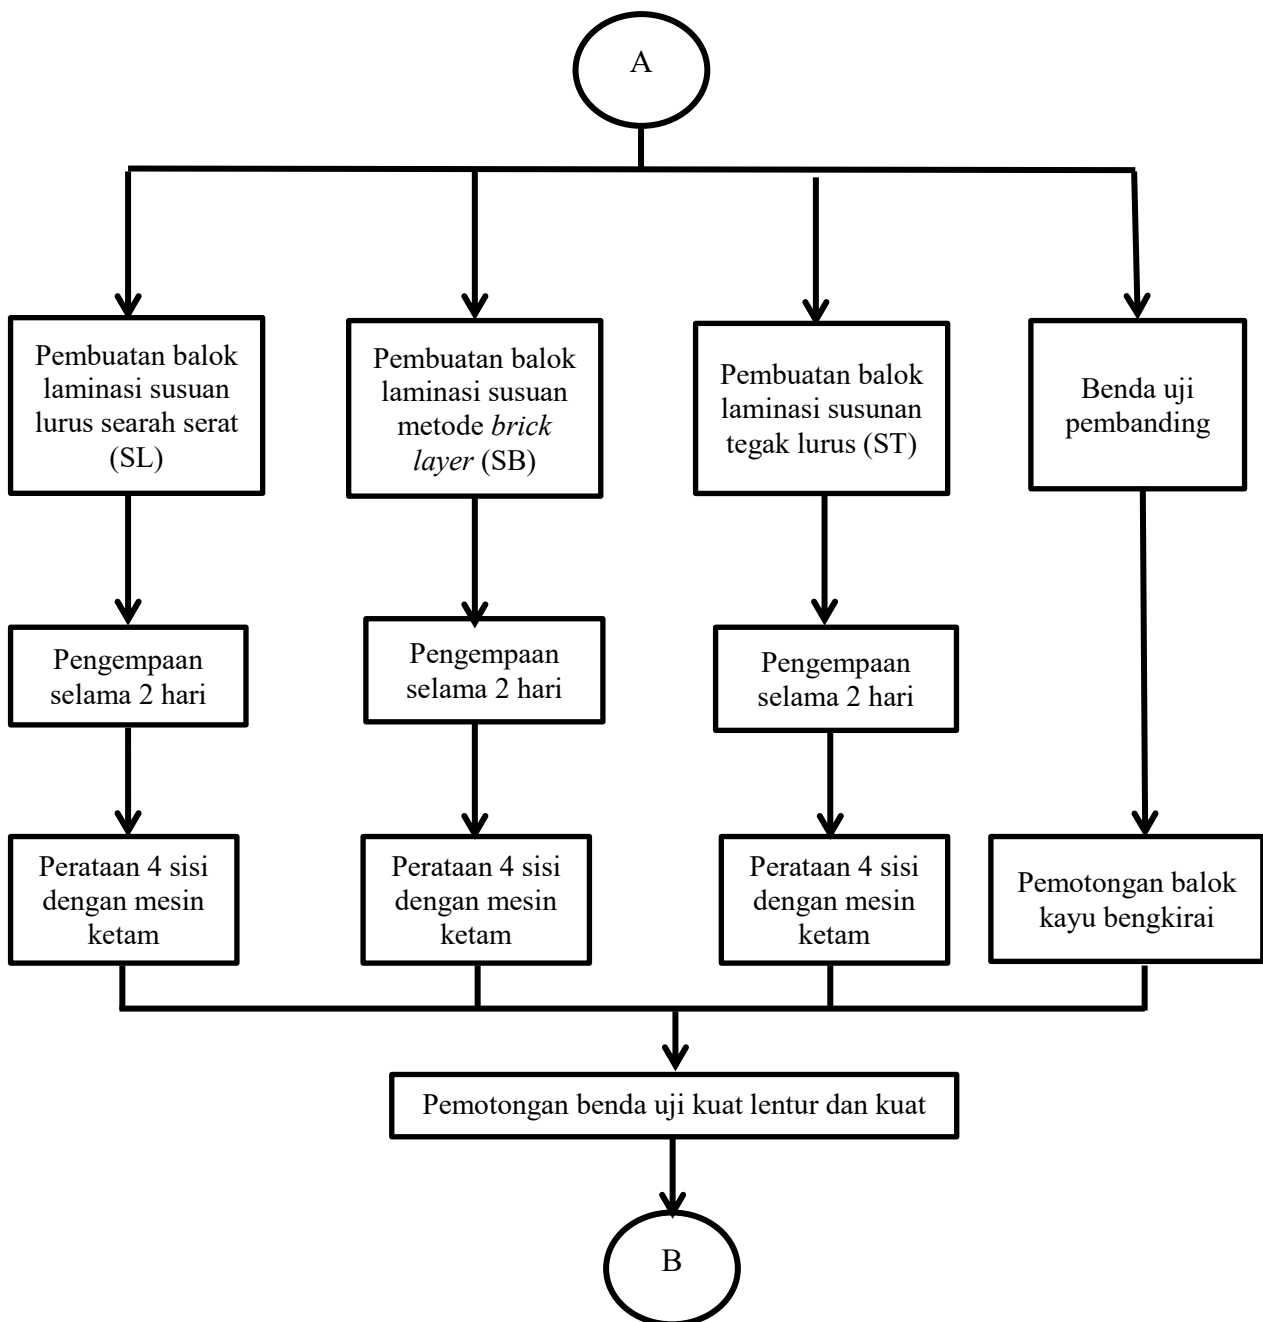 A
Pembuatan balok
laminasi susuan
lurus searah serat
(SL)
Pembuatan balok
laminasi susuan
metode brick
layer (SB)
Pembuatan balok
laminasi susunan
tegak lurus (ST)
Benda uji
pembanding
Pengempaan
selama 2 hari
Pengempaan
selama 2 hari
Pengempaan
selama 2 hari
Perataan 4 sisi
dengan mesin
ketam
Perataan 4 sisi
dengan mesin
ketam
Perataan 4 sisi
dengan mesin
ketam
Pemotongan balok
kayu bengkirai
Pemotongan benda uji kuat lentur dan kuat
B